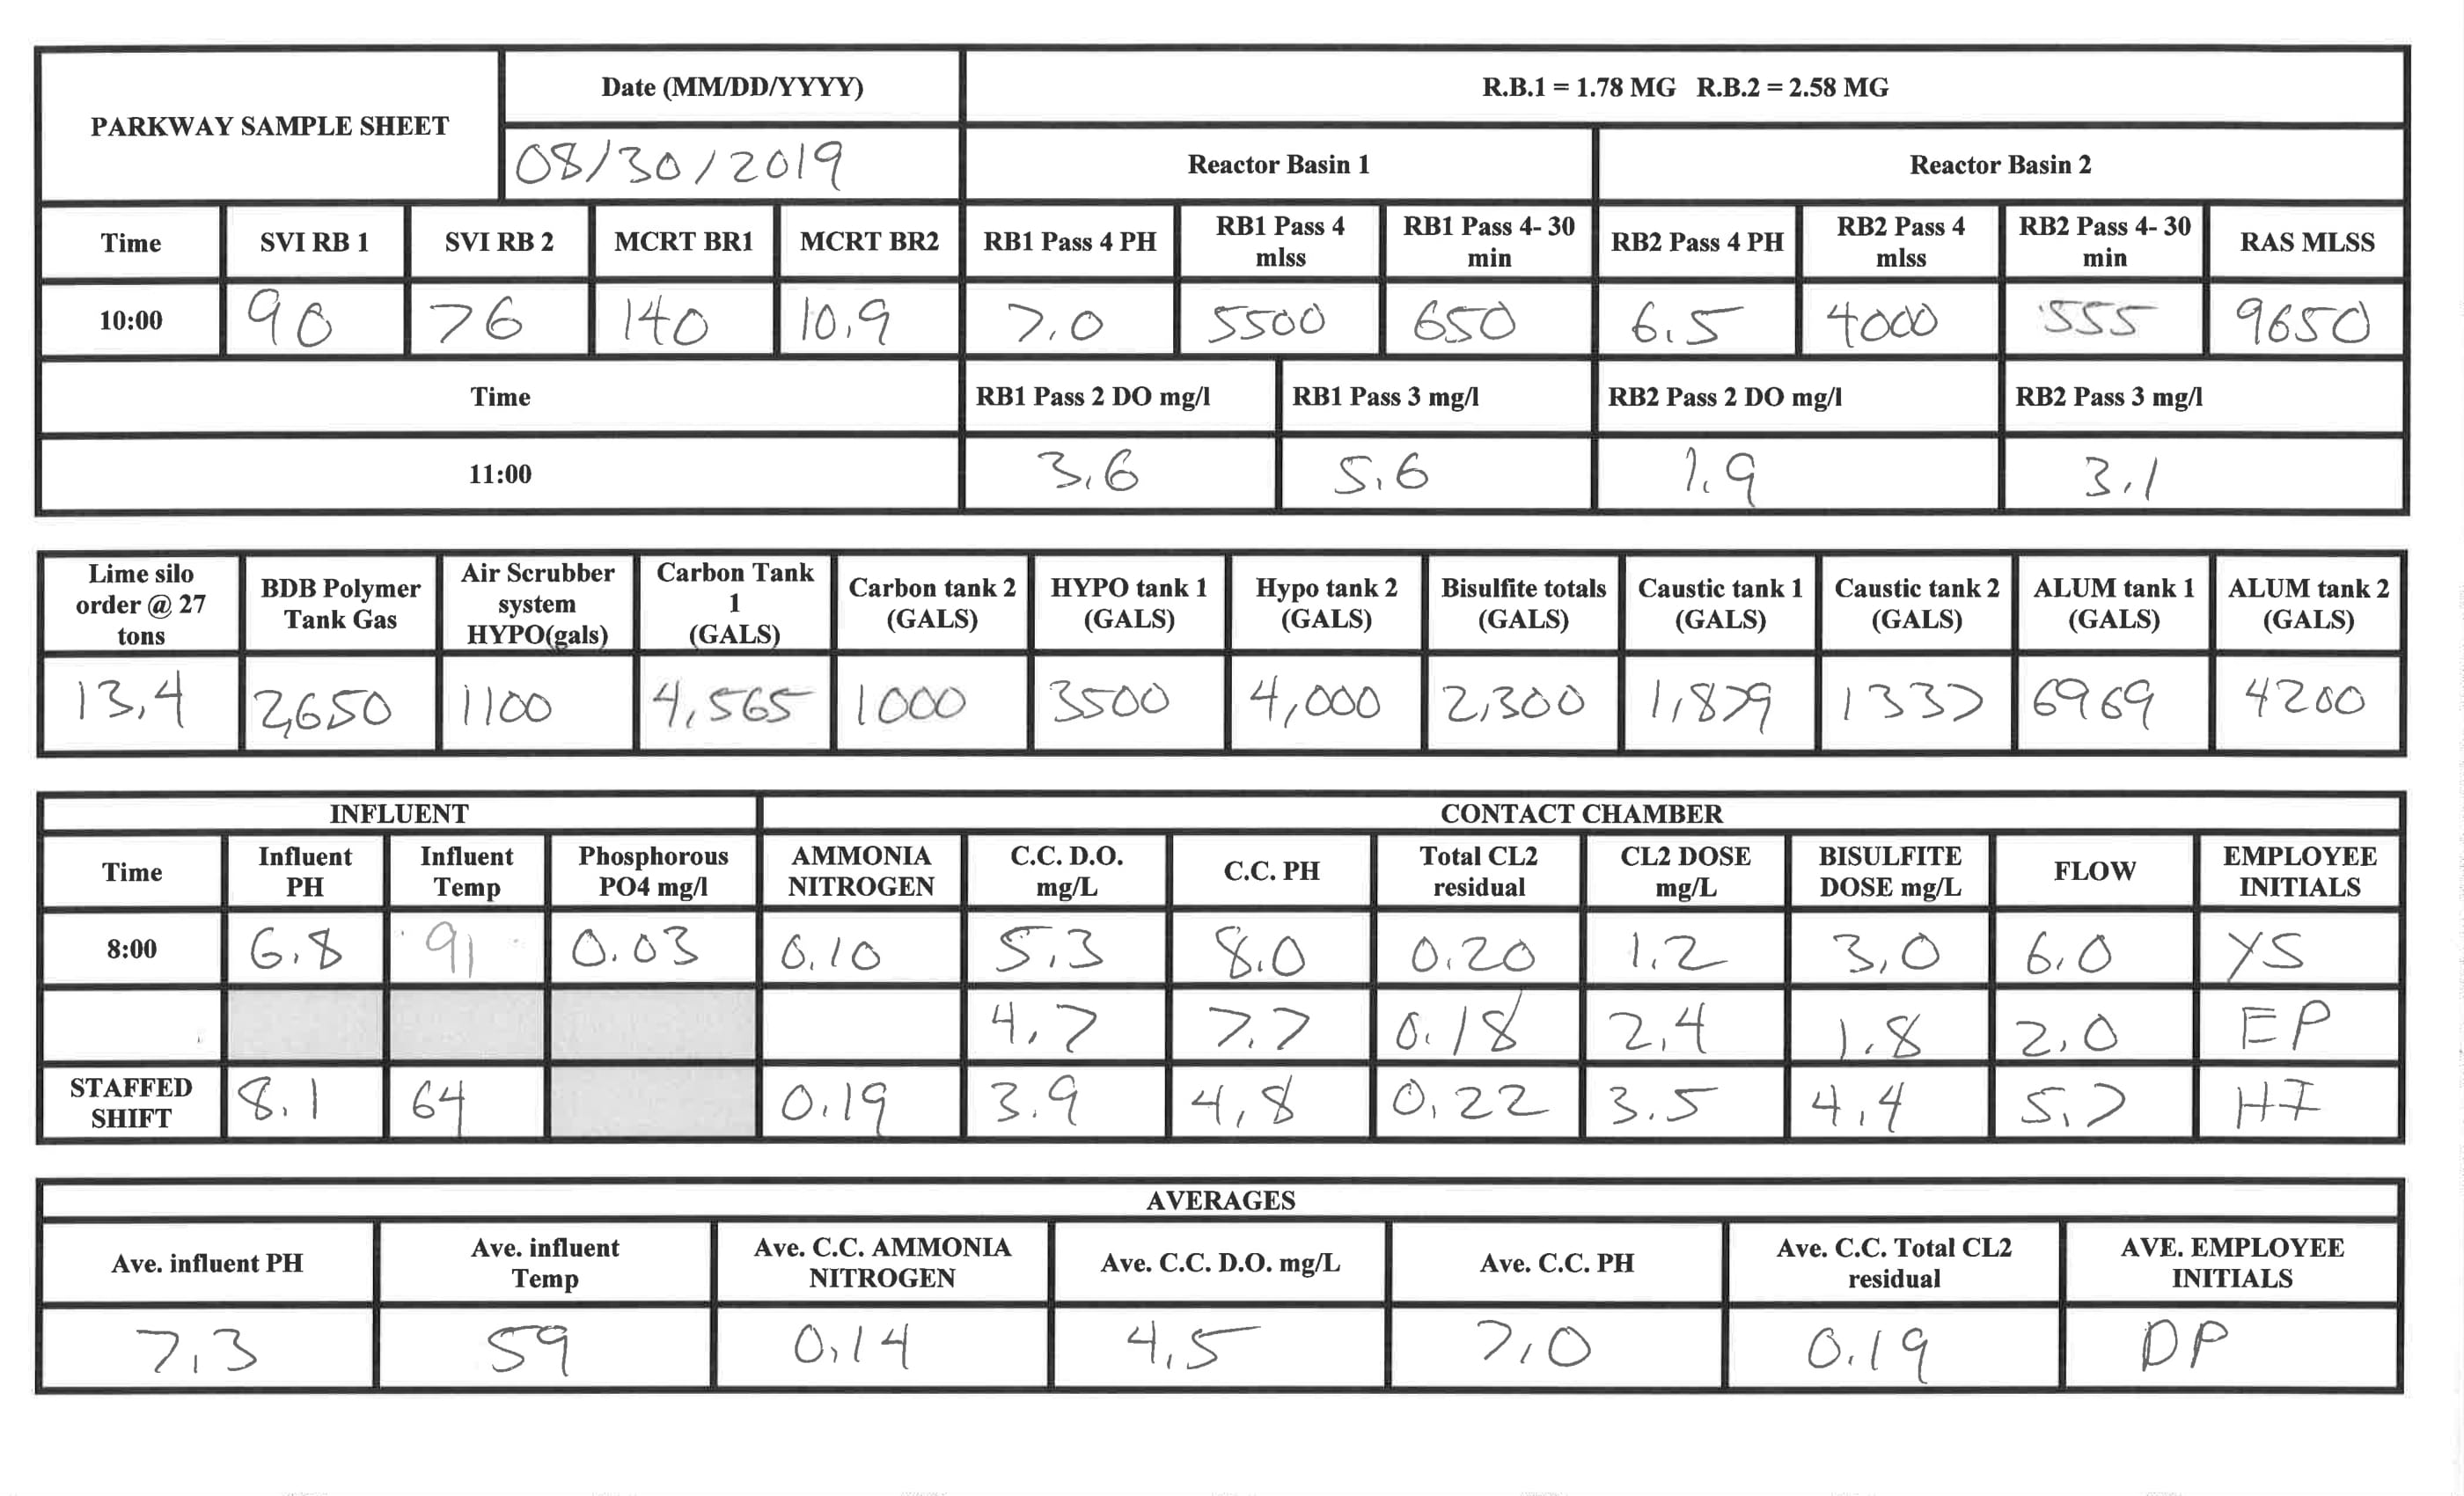 PARKWAY SAMPLE SHEET
Date (MM/DD/YYYY)
R.B.1 = 1.78 MG R.B.2 = 2.58 MG
08/30/2019
Reactor Basin 1
Reactor Basin 2
Time
SVI RB 1
SVI RB 2
MCRT BR1
MCRT BR2
RB1 Pass 4 PH
RB1 Pass 4
mlss
RB1 Pass 4- 30
min
RB2 Pass 4 PH
RB2 Pass 4
mlss
RB2 Pass 4- 30
min
RAS MLSS
10:00
90
76
140
10.9
7.0
5500
650
6.5
4000
555
9650
Time
RB1 Pass 2 DO mg/l
RB1 Pass 3 mg/l
RB2 Pass 2 DO mg/l
RB2 Pass 3 mg/l
11:00
3.6
5.6
1.9
3.1
Lime silo
order @ 27
tons
BDB Polymer
Tank Gas
Air Scrubber
system
HYPO(gals)
Carbon Tank
1
(GALS)
Carbon tank 2
(GALS)
HYPO tank 1
(GALS)
Hypo tank 2
(GALS)
Bisulfite totals
(GALS)
Caustic tank 1
(GALS)
Caustic tank 2
(GALS)
ALUM tank 1
(GALS)
ALUM tank 2
(GALS)
13.4
2,650
1100
4,565
1000
3500
4,000
2,300
1,879
1337
6969
4200
INFLUENT
CONTACT CHAMBER
Time
Influent
PH
Influent
Temp
Phosphorous
PO4 mg/l
AMMONIA
NITROGEN
C.C. D.O.
mg/L
C.C. PH
Total CL2
residual
CL2 DOSE
mg/L
BISULFITE
DOSE mg/L
FLOW
EMPLOYEE
INITIALS
8:00
6.8
91
0.03
0.10
5.3
8.0
0.20
1.2
3.0
6.0
YS
4.7
7.7
0.18
2.4
1.8
2.0
EP
STAFFED
SHIFT
8.1
64
0.19
3.9
4.8
0.22
3.5
4.4
5.7
HF
AVERAGES
Ave. influent PH
Ave. influent
Temp
Ave. C.C. AMMONIA
NITROGEN
Ave. C.C. D.O. mg/L
Ave. C.C. PH
Ave. C.C. Total CL2
residual
AVE. EMPLOYEE
INITIALS
7.3
59
0.14
4.5
7.0
0.19
DP